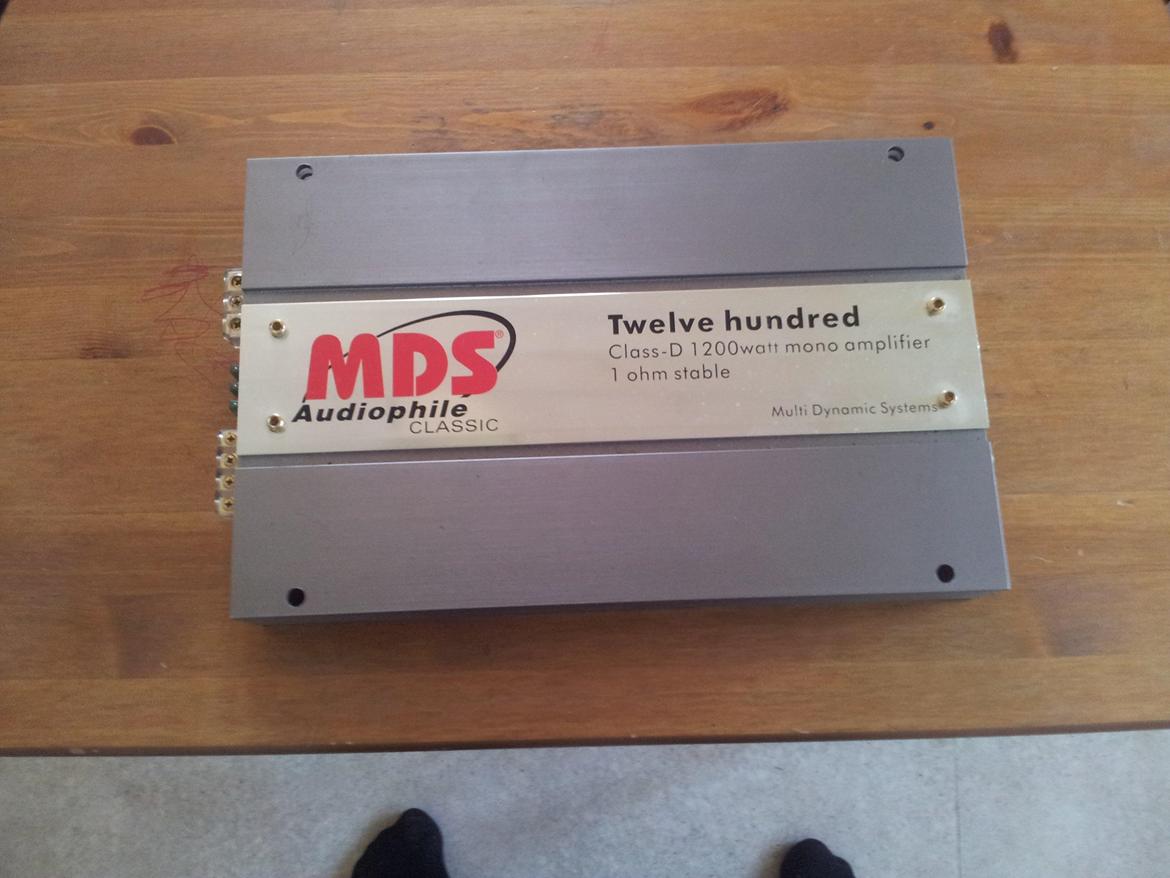 MDS®
Audiophile
CLASSIC
Twelve hundred
Class-D 1200watt mono amplifier
1 ohm stable
Multi Dynamic Systems